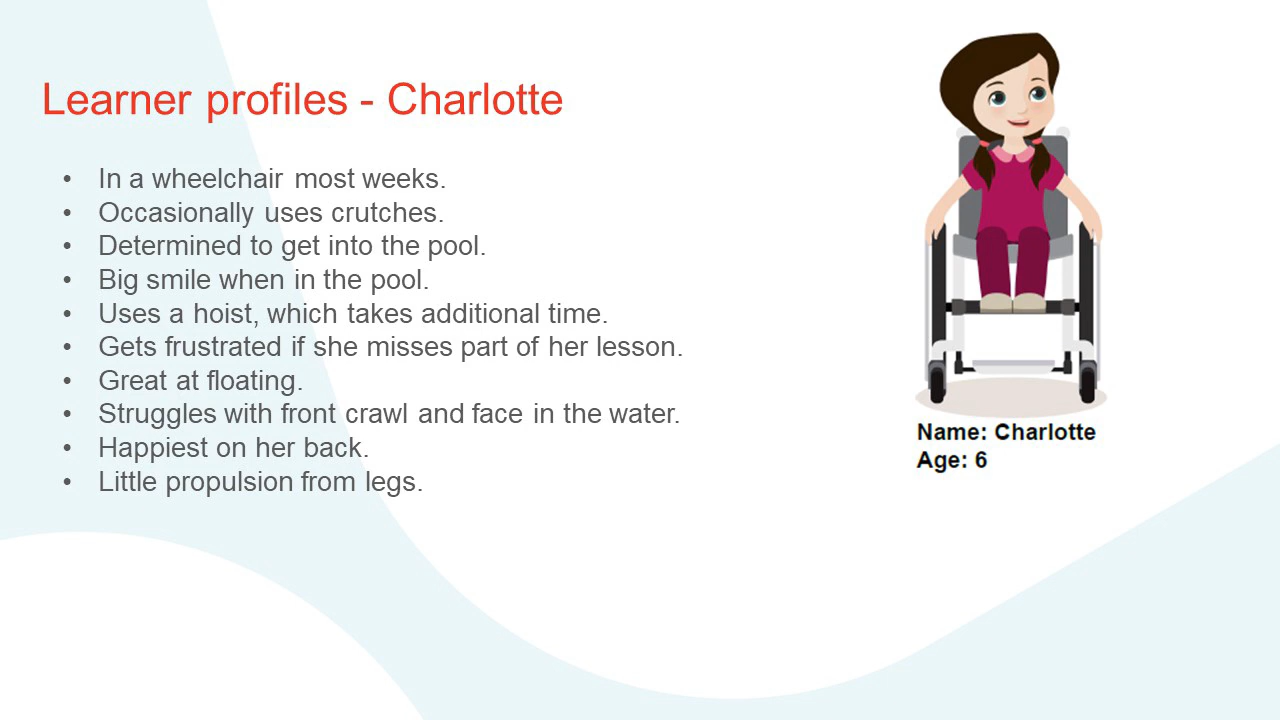 Learner profiles - Charlotte
• In a wheelchair most weeks.
• Occasionally uses crutches.
• Determined to get into the pool.
• Big smile when in the pool.
• Uses a hoist, which takes additional time.
• Gets frustrated if she misses part of her lesson.
• Great at floating.
• Struggles with front crawl and face in the water.
• Happiest on her back.
• Little propulsion from legs.
Name: Charlotte
Age: 6